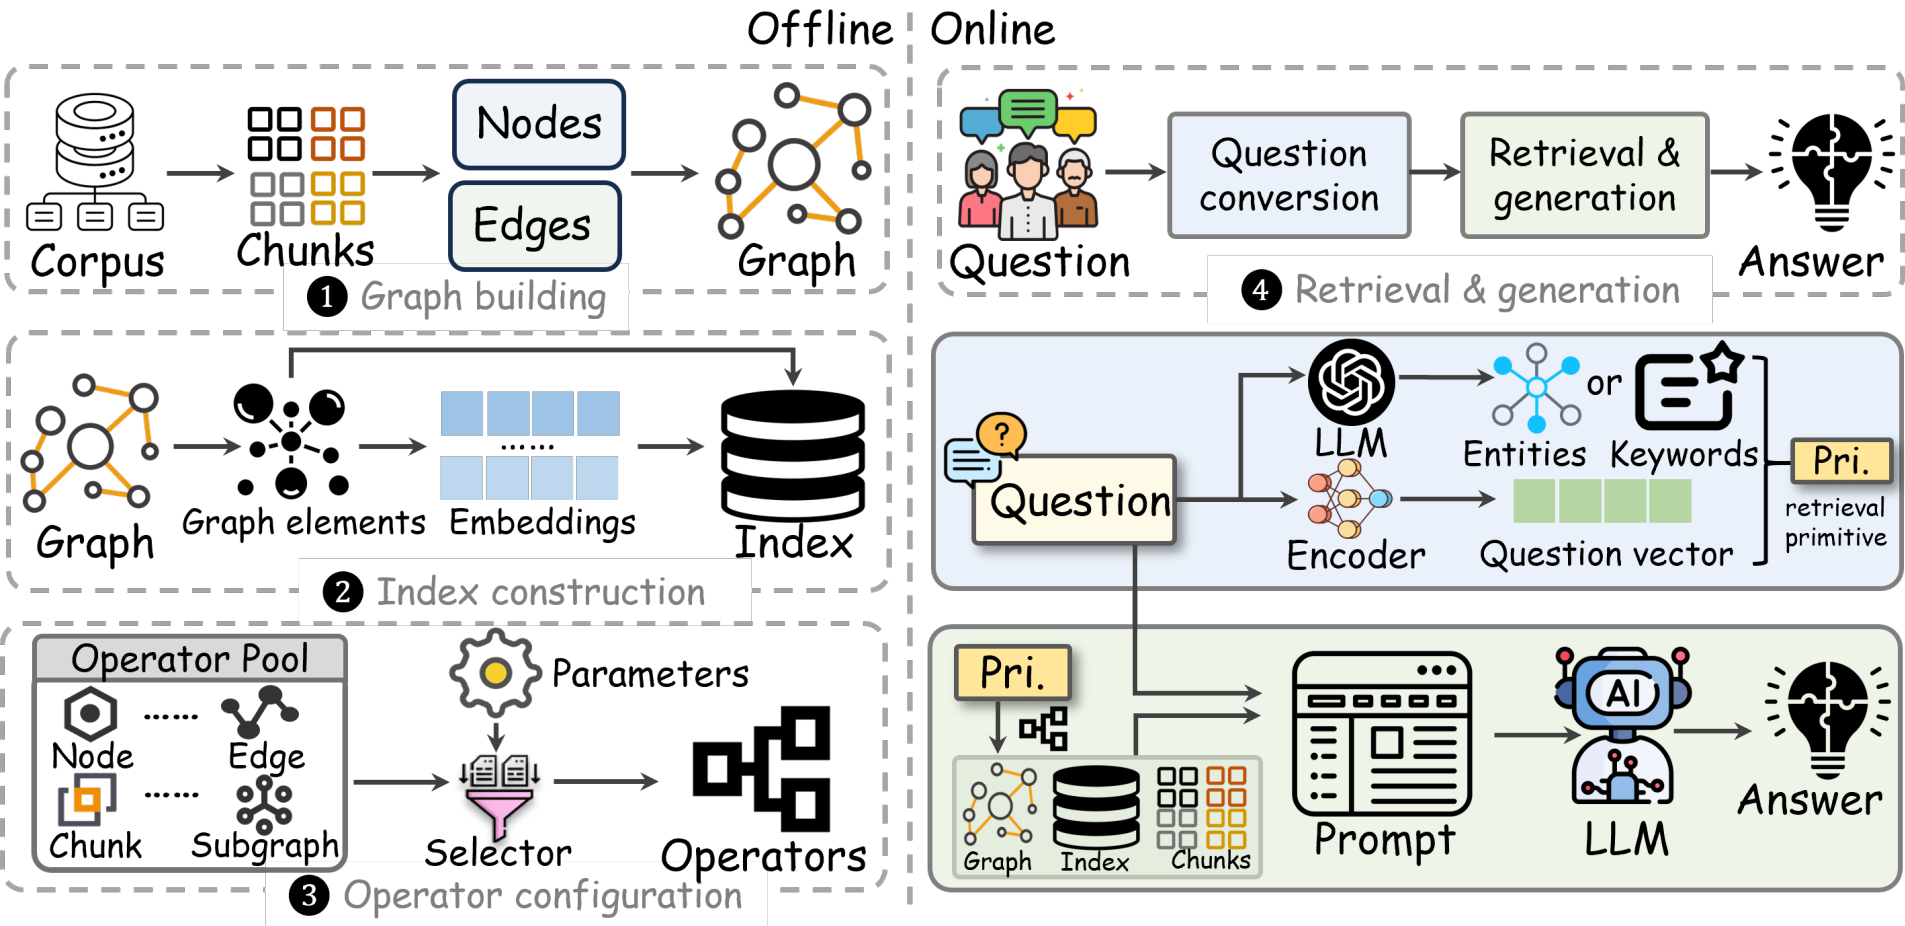 Offline
Online
Corpus
Chunks
Nodes
Edges
Graph
1 Graph building
Graph
Graph elements
......
Embeddings
Index
2 Index construction
Operator Pool
Node
......
Edge
Chunk
......
Subgraph
Parameters
Selector
Operators
3 Operator configuration
Question
Question
conversion
Retrieval &
generation
Answer
4 Retrieval & generation
?
Question
LLM
Entities
or
Keywords
Encoder
Question vector
Pri.
retrieval
primitive
Pri.
Graph
Index
Chunks
Prompt
AI
LLM
Answer